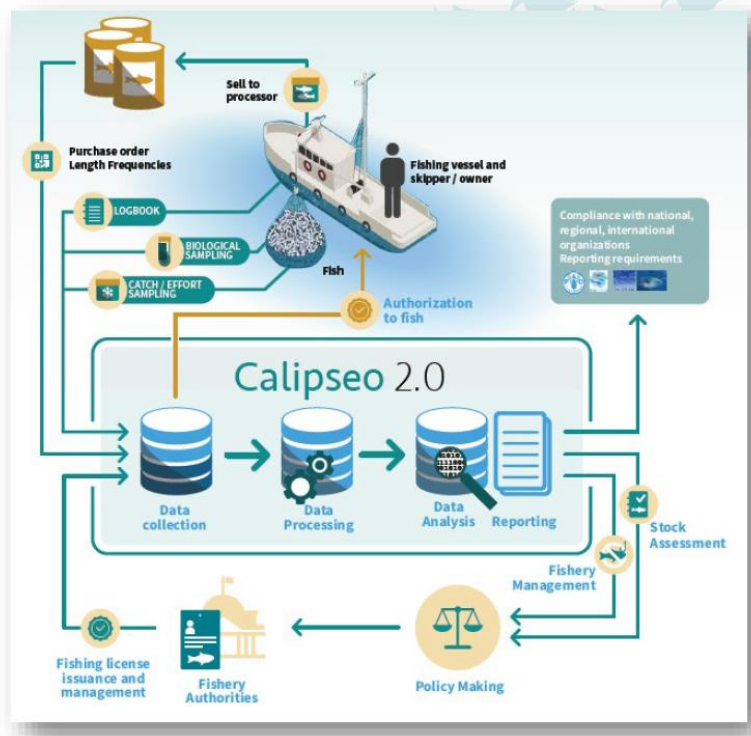 Sell to
processor
Purchase order
Length Frequencies
Fishing vessel and
skipper / owner
LOGBOOK
BIOLOGICAL
SAMPLING
CATCH / EFFORT
SAMPLING
Fish
Authorization
to fish
Compliance with national,
regional, international
organizations
Reporting requirements
Calipseo 2.0
Data
collection
Data
Processing
Data
Analysis
Reporting
Stock
Assessment
Fishery
Management
Fishing license
issuance and
management
Fishery
Authorities
Policy Making